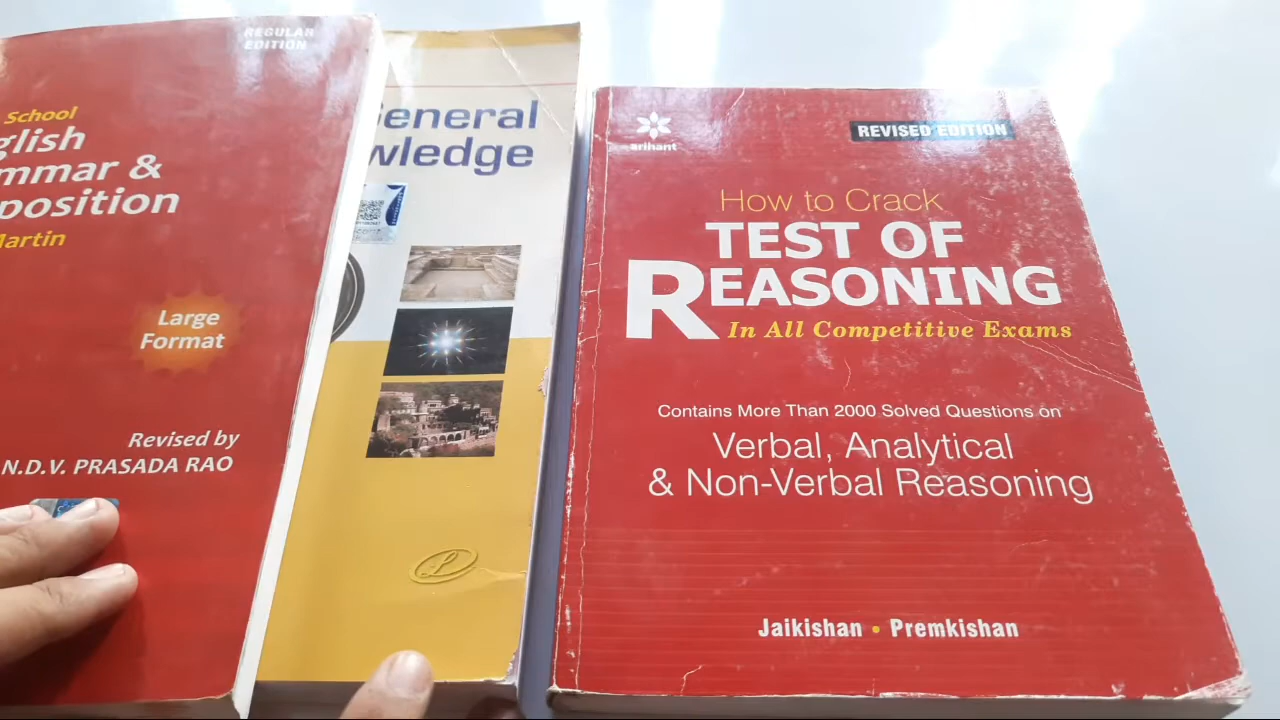 REGULAR
EDITION
School
glish
mmar &
position
Martin
Large
Format
Revised by
N.D.V. PRASADA RAO
eneral
wledge
arihant
REVISED EDITION
How to Crack
TEST OF
REASONING
In All Competitive Exams
Contains More Than 2000 Solved Questions on
Verbal, Analytical
& Non-Verbal Reasoning
Jaikishan • Premkishan